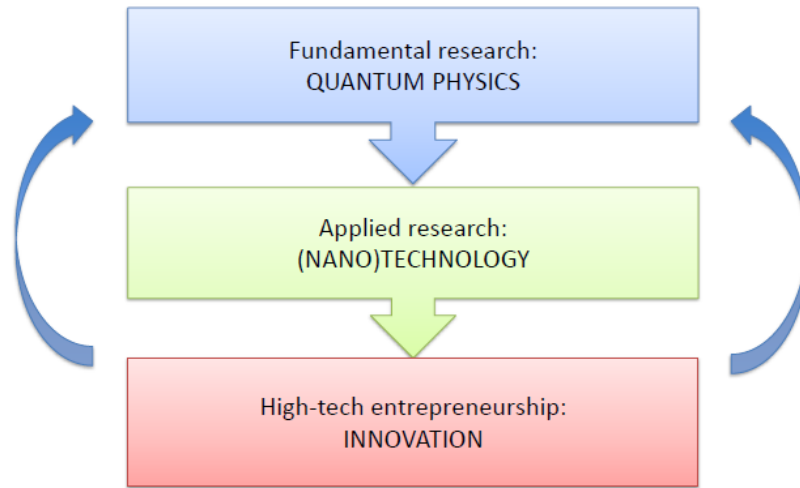 Fundamental research:
QUANTUM PHYSICS
Applied research:
(NANO)TECHNOLOGY
High-tech entrepreneurship:
INNOVATION